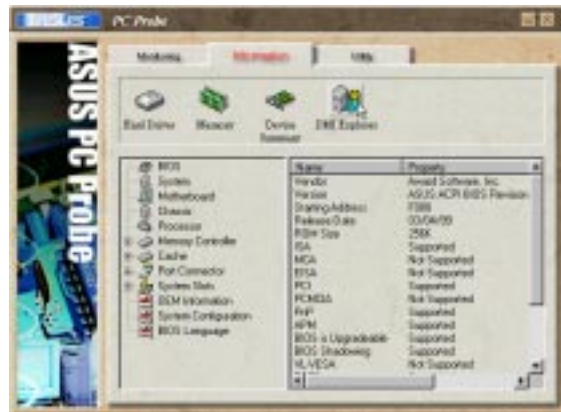 ASUS PC Probe
ASUS PC Probe
Monitoring Information Utility
Hard Drives Memory Device Summary DMI Explorer
BIOS
System
Motherboard
Chassis
Processor
Memory Controller
Cache
Port Connector
System Slots
OEM Information
System Configuration
BIOS Language
Name Property
Vendor Award Software, Inc.
Version ASUS ACPI BIOS Revision
Starting Address F000
Release Date 03/04/99
ROM Size 256K
ISA Supported
MCA Not Supported
EISA Not Supported
PCI Supported
PCMCIA Not Supported
PnP Supported
APM Supported
BIOS is Upgradeable Supported
BIOS Shadowing Supported
VL-VESA Not Supported